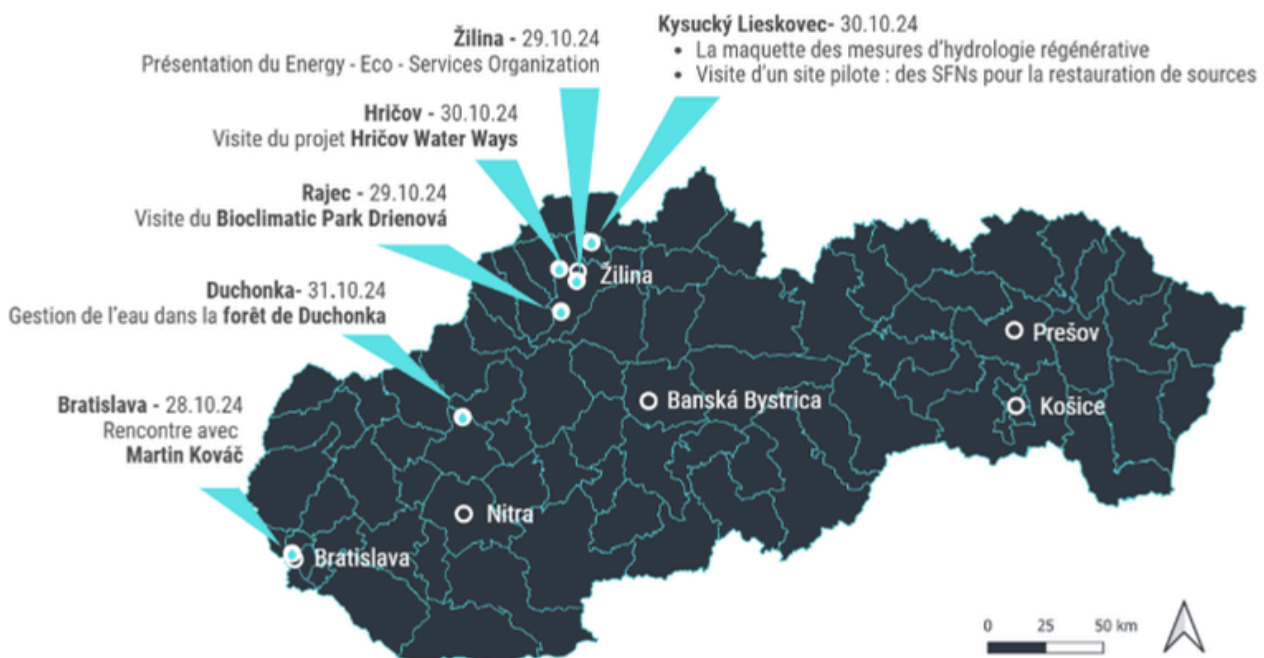 Žilina - 29.10.24
Présentation du Energy - Eco - Services Organization
Kysucký Lieskovec- 30.10.24
• La maquette des mesures d'hydrologie régénérative
• Visite d'un site pilote : des SFNs pour la restauration de sources
Hričov - 30.10.24
Visite du projet Hričov Water Ways
Rajec - 29.10.24
Visite du Bioclimatic Park Drienová
Duchonka- 31.10.24
Gestion de l'eau dans la forêt de Duchonka
Bratislava - 28.10.24
Rencontre avec
Martin Kováč
Žilina
Prešov
Banská Bystrica
Košice
Nitra
Bratislava
0 25 50 km